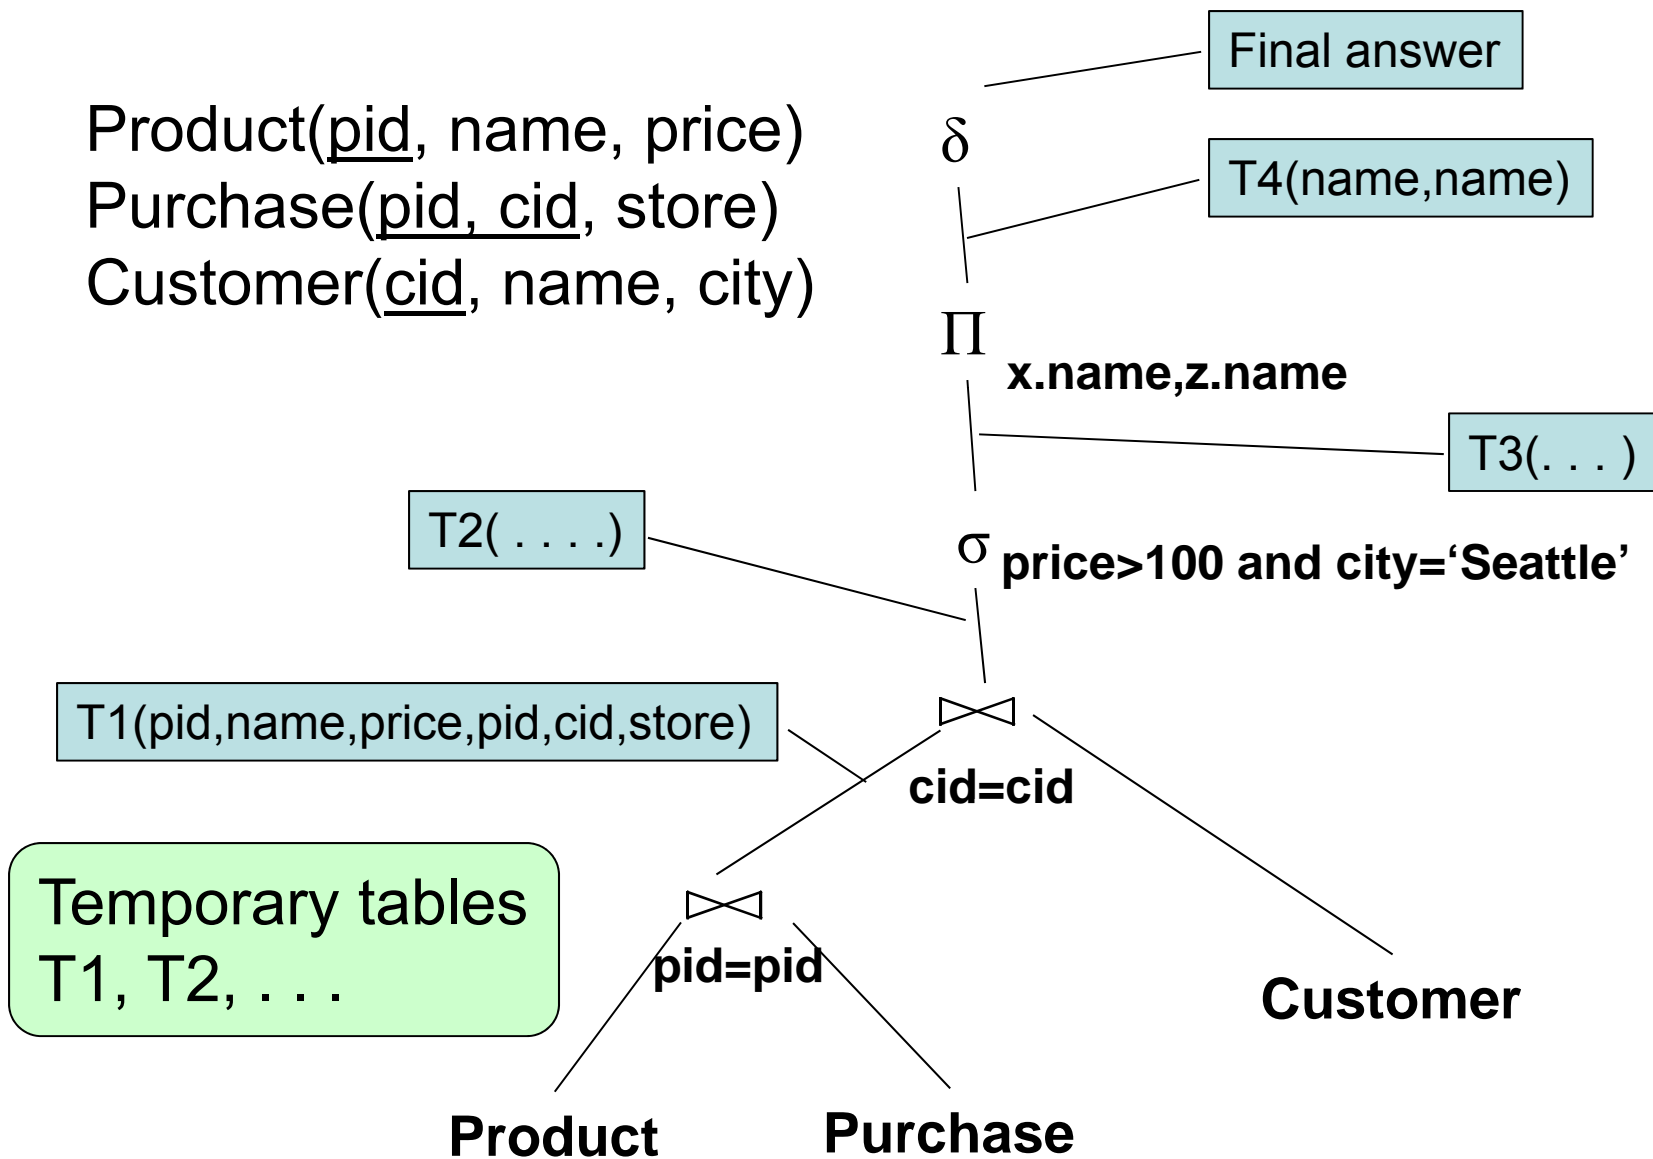 Final answer
Product(pid, name, price)
Purchase(pid, cid, store)
Customer(cid, name, city)
δ
T4(name,name)
Π
x.name,z.name
T3(. . . )
T2( . . . .)
σ
price>100 and city=‘Seattle’
T1(pid,name,price,pid,cid,store)
cid=cid
Temporary tables
T1, T2, . . .
pid=pid
Customer
Product
Purchase